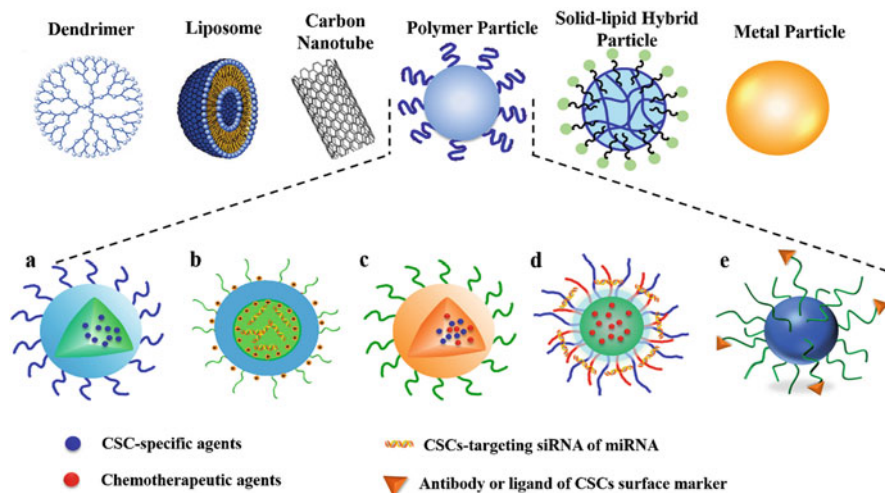 Dendrimer
Liposome
Carbon
Nanotube
Polymer Particle
Solid-lipid Hybrid
Particle
Metal Particle
a
b
c
d
e
CSC-specific agents
CSCs-targeting siRNA of miRNA
Chemotherapeutic agents
Antibody or ligand of CSCs surface marker